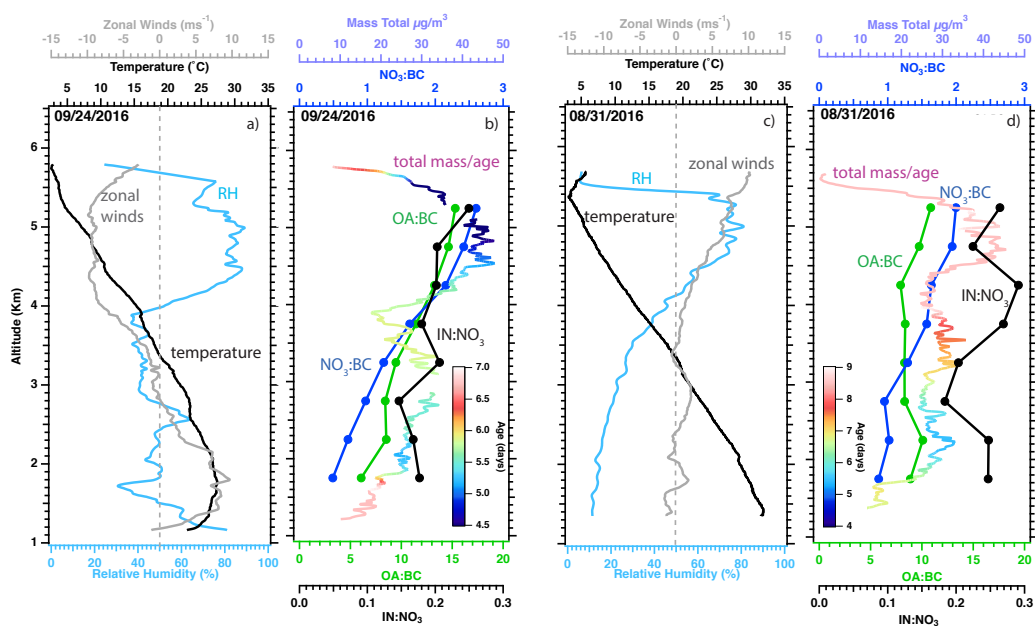 Zonal Winds (ms⁻¹)
-15 -10 -5 0 5 10 15
Temperature (˚C)
5 10 15 20 25 30 35
09/24/2016
a)
RH
zonal
winds
temperature
Altitude (Km)
6
5
4
3
2
1
0 20 40 60 80 100
Relative Humidity (%)
Mass Total µg/m³
0 10 20 30 40 50
NO₃:BC
0 1 2 3
09/24/2016
b)
total mass/age
OA:BC
IN:NO₃
NO₃:BC
7.0
6.5
6.0
5.5
5.0
4.5
Age (days)
0 5 10 15 20
OA:BC
0.0 0.1 0.2 0.3
IN:NO₃
Zonal Winds (ms⁻¹)
-15 -10 -5 0 5 10 15
Temperature (˚C)
5 10 15 20 25 30 35
08/31/2016
c)
zonal winds
RH
temperature
0 20 40 60 80 100
Relative Humidity (%)
Mass Total µg/m³
0 10 20 30 40 50
NO₃:BC
0 1 2 3
08/31/2016
d)
total mass/age
NO₃:BC
OA:BC
IN:NO₃
9
8
7
6
5
4
Age (days)
0 5 10 15 20
OA:BC
0.0 0.1 0.2 0.3
IN:NO₃